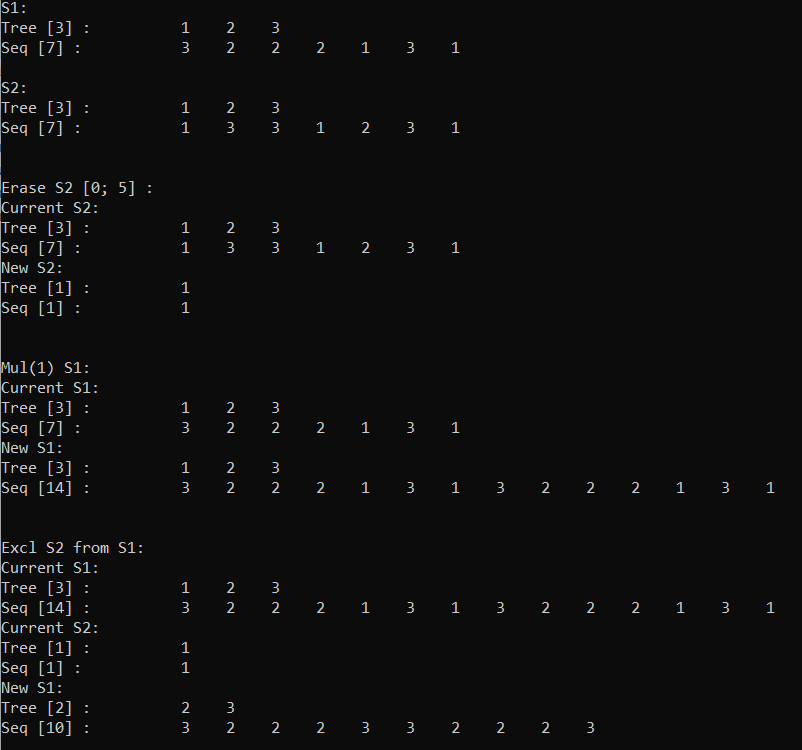 S1:
Tree [3] : 1 2 3
Seq [7] : 3 2 2 2 1 3 1
S2:
Tree [3] : 1 2 3
Seq [7] : 1 3 3 1 2 3 1
Erase S2 [0; 5] :
Current S2:
Tree [3] : 1 2 3
Seq [7] : 1 3 3 1 2 3 1
New S2:
Tree [1] : 1
Seq [1] : 1
Mul(1) S1:
Current S1:
Tree [3] : 1 2 3
Seq [7] : 3 2 2 2 1 3 1
New S1:
Tree [3] : 1 2 3
Seq [14] : 3 2 2 2 1 3 1 3 2 2 2 1 3 1
Excl S2 from S1:
Current S1:
Tree [3] : 1 2 3
Seq [14] : 3 2 2 2 1 3 1 3 2 2 2 1 3 1
Current S2:
Tree [1] : 1
Seq [1] : 1
New S1:
Tree [2] : 2 3
Seq [10] : 3 2 2 2 3 3 2 2 2 3